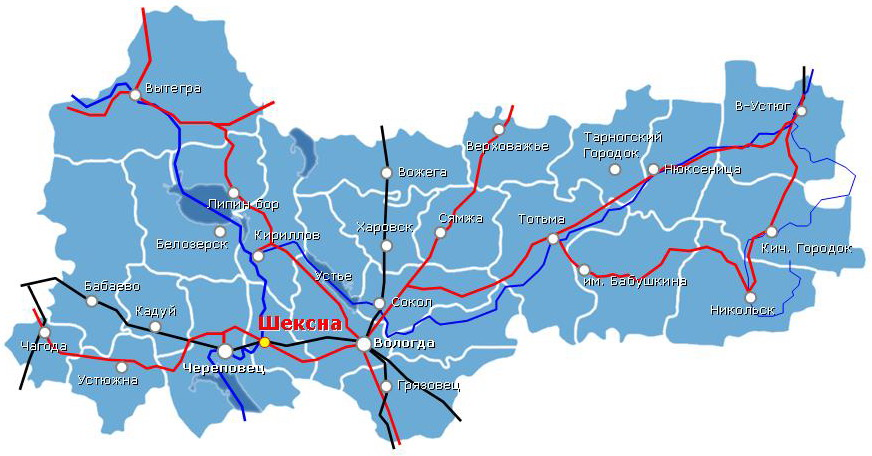 Вытегра
В-Устюг
Верховажье
Тарногский
Городок
Вожега
Нюксеница
Липин бор
Тотьма
Сямжа
Харовск
Белозерск
Кириллов
Кич. Городок
Устье
им. Бабушкина
Бабаево
Сокол
Никольск
Кадуй
Шексна
Чагода
Вологда
Череповец
Устюжна
Грязовец